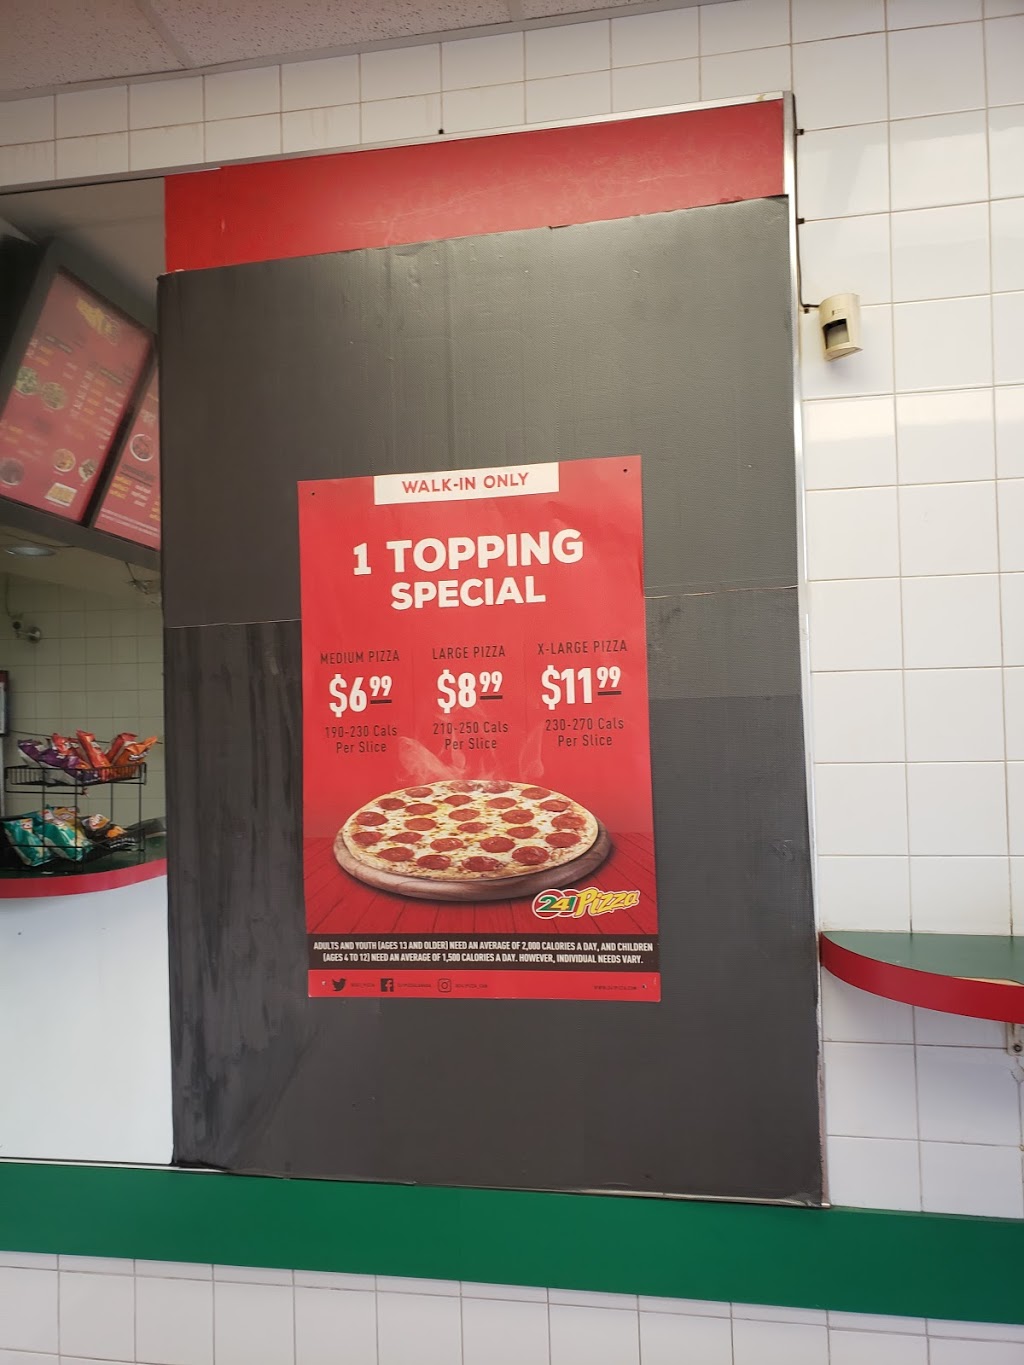 WALK-IN ONLY
1 TOPPING
SPECIAL
MEDIUM PIZZA
$6.99
190-230 Cals
Per Slice
LARGE PIZZA
$8.99
210-250 Cals
Per Slice
X-LARGE PIZZA
$11.99
230-270 Cals
Per Slice
241 Pizza
ADULTS AND YOUTH (AGES 13 AND OLDER) NEED AN AVERAGE OF 2,000 CALORIES A DAY, AND CHILDREN
(AGES 4 TO 12) NEED AN AVERAGE OF 1,500 CALORIES A DAY. HOWEVER, INDIVIDUAL NEEDS VARY.